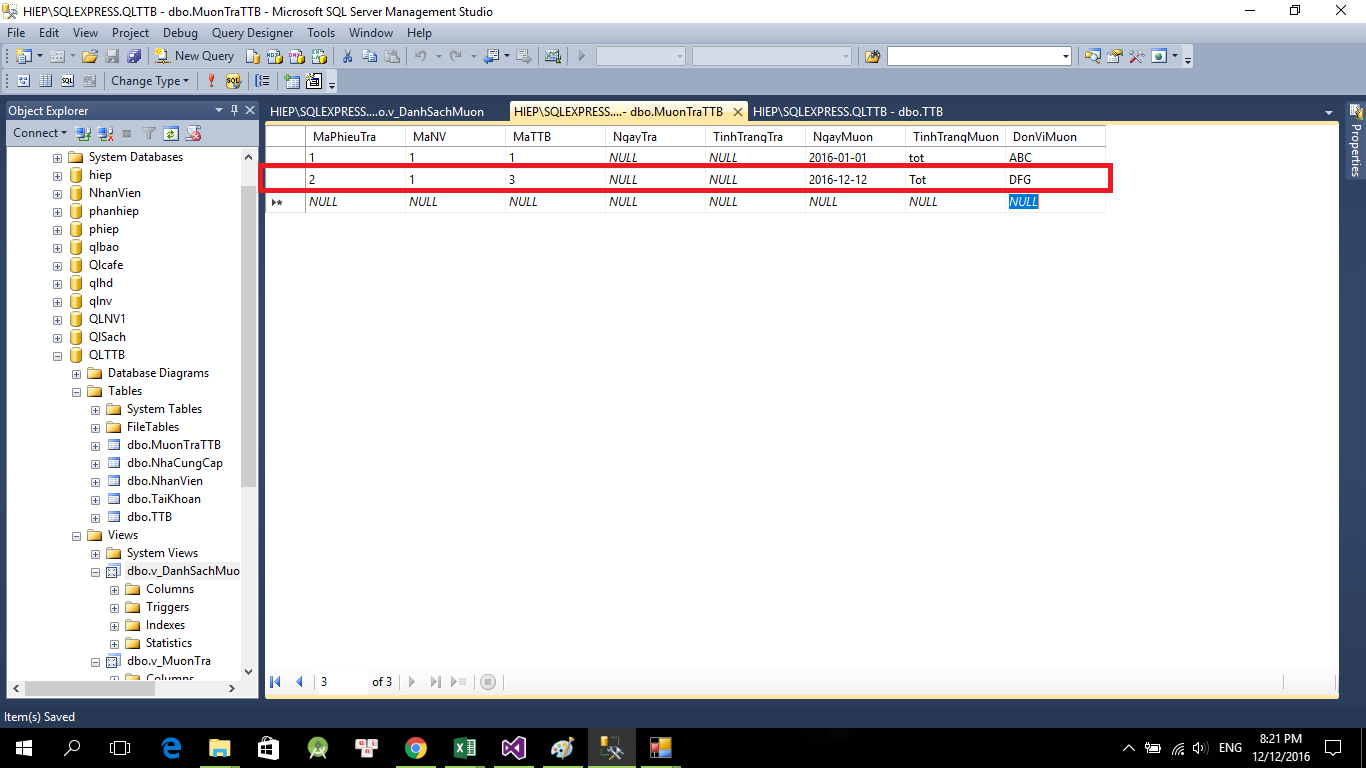 HIEP\SQLEXPRESS.QLTTB - dbo.MuonTraTTB - Microsoft SQL Server Management Studio
File Edit View Project Debug Query Designer Tools Window Help
New Query
Change Type
Object Explorer
Connect
System Databases
hiep
NhanVien
phanhiep
phiep
qlbao
Qlcafe
qlhd
qlnv
QLNV1
QlSach
QLTTB
Database Diagrams
Tables
System Tables
FileTables
dbo.MuonTraTTB
dbo.NhaCungCap
dbo.NhanVien
dbo.TaiKhoan
dbo.TTB
Views
System Views
dbo.v_DanhSachMuo
Columns
Triggers
Indexes
Statistics
dbo.v_MuonTra
Columns
HIEP\SQLEXPRESS....o.v_DanhSachMuon HIEP\SQLEXPRESS....- dbo.MuonTraTTB HIEP\SQLEXPRESS.QLTTB - dbo.TTB
MaPhieuTra MaNV MaTTB NgayTra TinhTrangTra NgayMuon TinhTrangMuon DonViMuon
1 1 1 NULL NULL 2016-01-01 tot ABC
2 1 3 NULL NULL 2016-12-12 Tot DFG
NULL NULL NULL NULL NULL NULL NULL NULL
3 of 3
Properties
Item(s) Saved
ENG
8:21 PM
12/12/2016